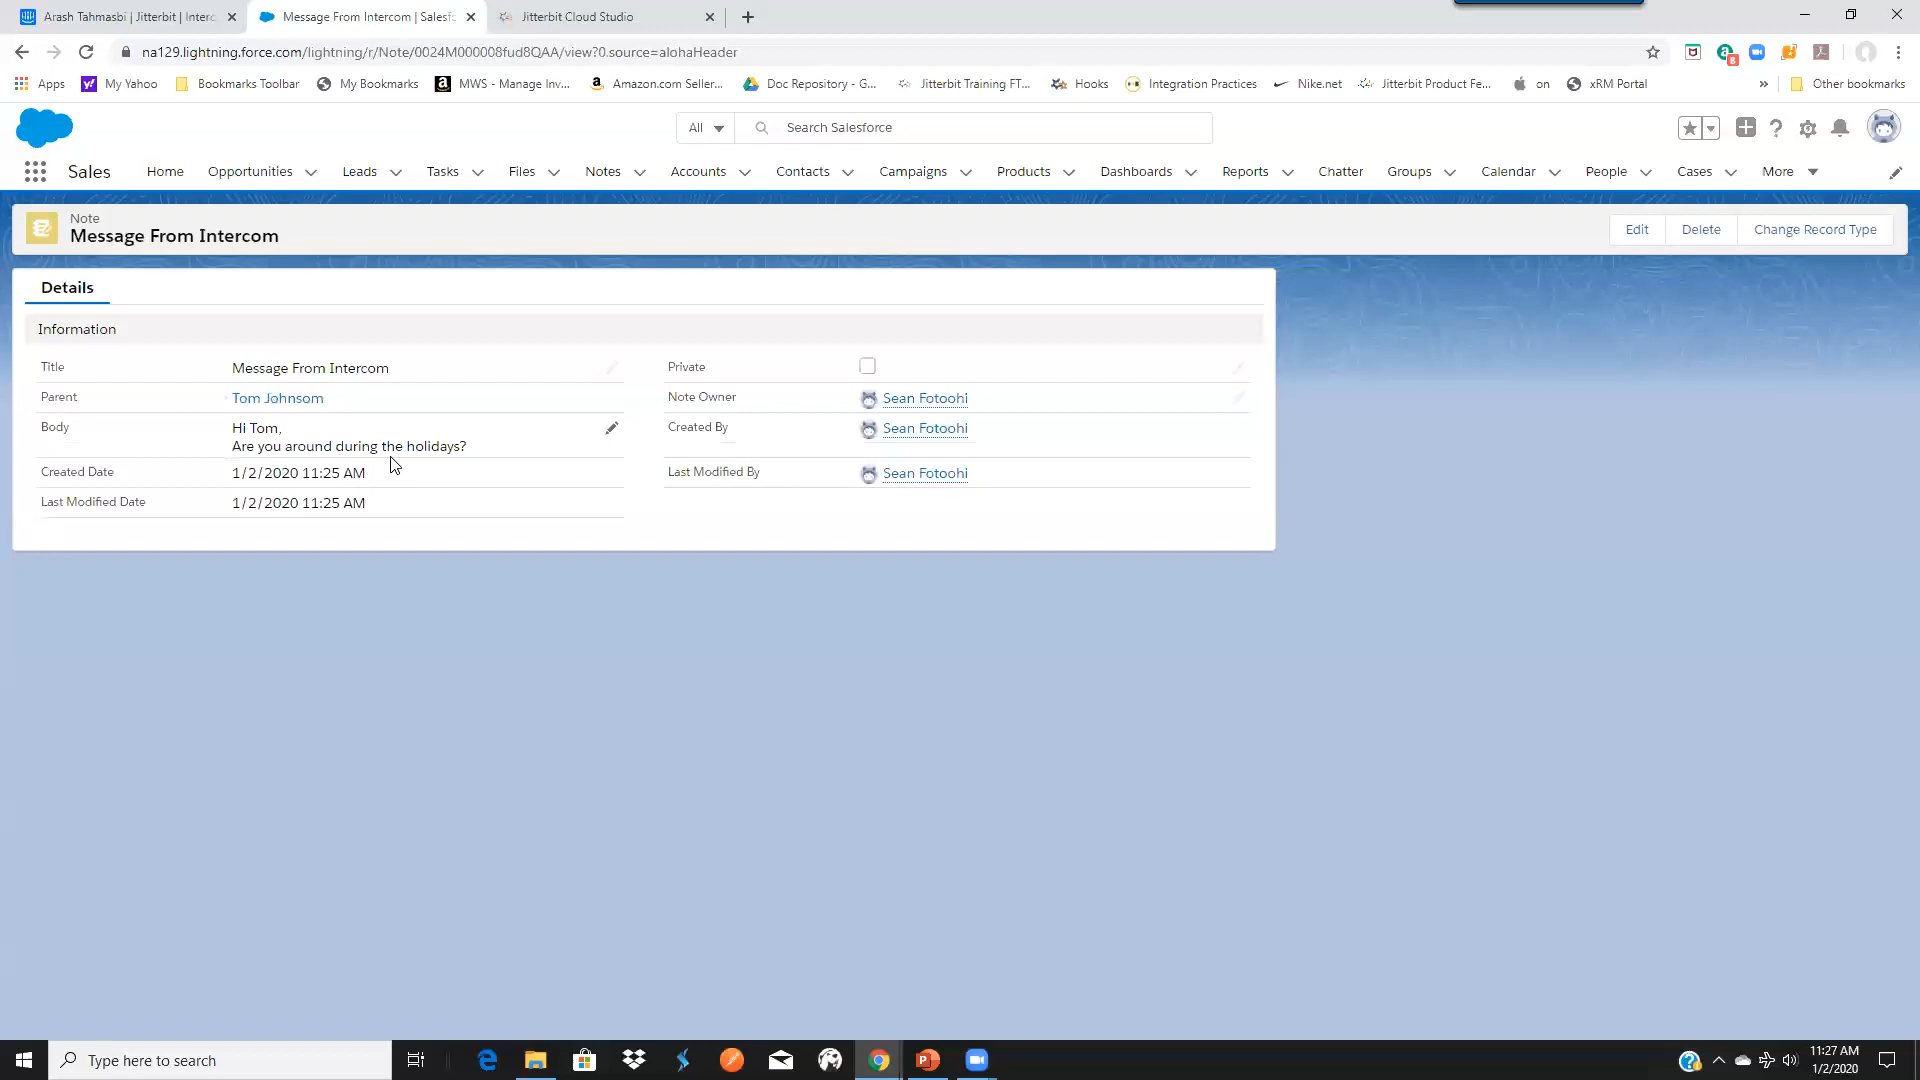 Arash Tahmasbi | Jitterbit | Interc
Message From Intercom | Salesfo
Jitterbit Cloud Studio
na129.lightning.force.com/lightning/r/Note/0024M000008fud8QAA/view?0.source=alohaHeader
Apps
My Yahoo
Bookmarks Toolbar
My Bookmarks
MWS - Manage Inv...
Amazon.com Seller...
Doc Repository - G...
Jitterbit Training FT...
Hooks
Integration Practices
Nike.net
Jitterbit Product Fe...
on
xRM Portal
»
Other bookmarks
All
Search Salesforce
Sales
Home
Opportunities
Leads
Tasks
Files
Notes
Accounts
Contacts
Campaigns
Products
Dashboards
Reports
Chatter
Groups
Calendar
People
Cases
More
Note
Message From Intercom
Edit
Delete
Change Record Type
Details
Information
Title
Message From Intercom
Private
Parent
Tom Johnsom
Note Owner
Sean Fotoohi
Body
Hi Tom,
Are you around during the holidays?
Created By
Sean Fotoohi
Created Date
1/2/2020 11:25 AM
Last Modified By
Sean Fotoohi
Last Modified Date
1/2/2020 11:25 AM
Type here to search
11:27 AM
1/2/2020